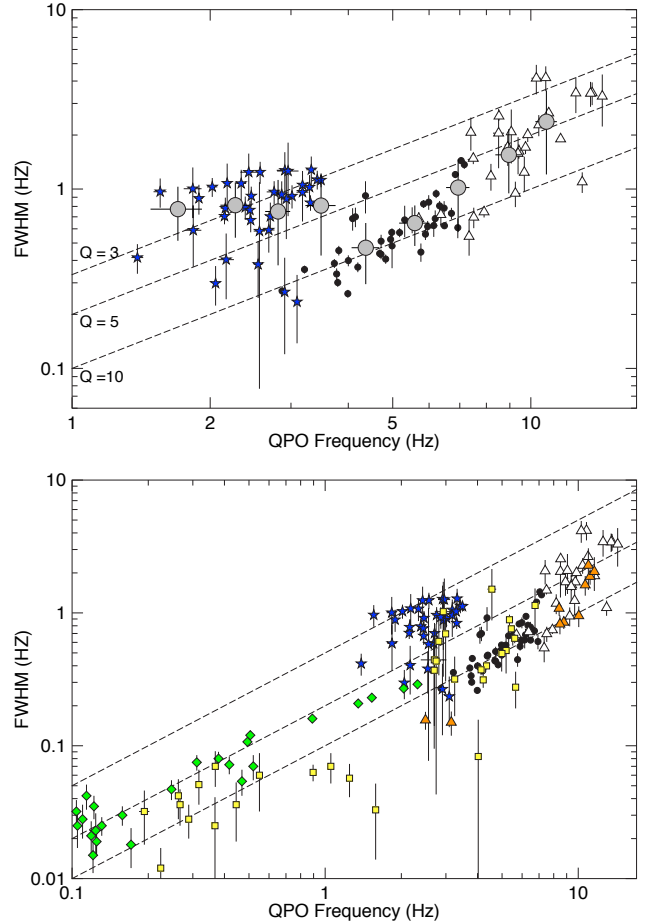 10
1
0.1
FWHM (HZ)
Q = 3
Q = 5
Q =10
1
2
5
10
QPO Frequency (Hz)
10
1
0.1
0.01
FWHM (HZ)
0.1
1
10
QPO Frequency (Hz)